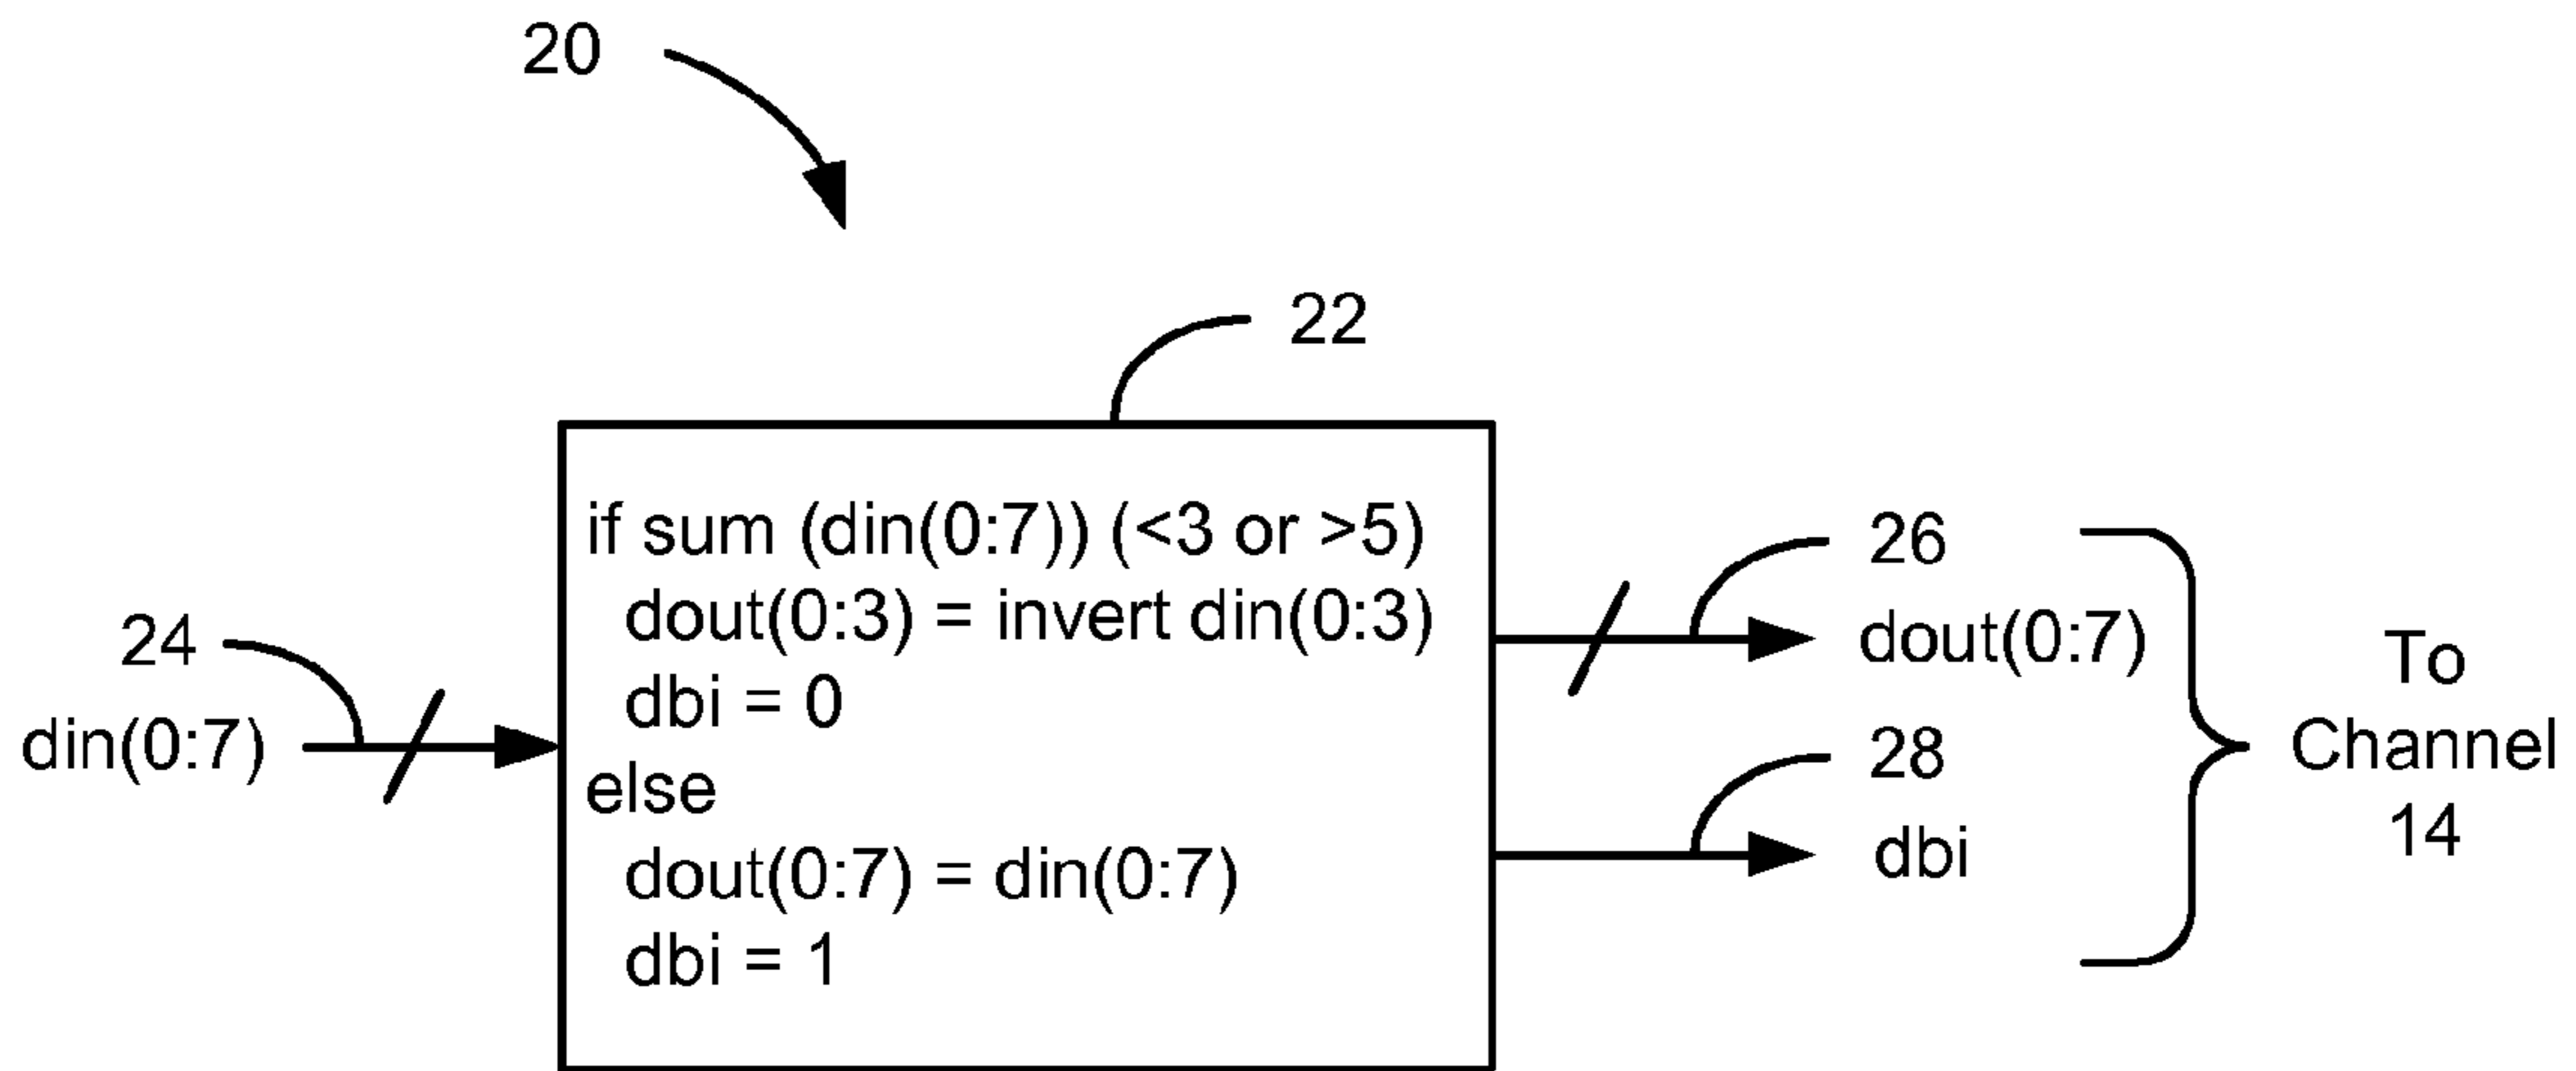 20
22
if sum (din(0:7)) (<3 or >5)
dout(0:3) = invert din(0:3)
dbi = 0
else
dout(0:7) = din(0:7)
dbi = 1
24
din(0:7)
26
dout(0:7)
28
dbi
To
Channel
14